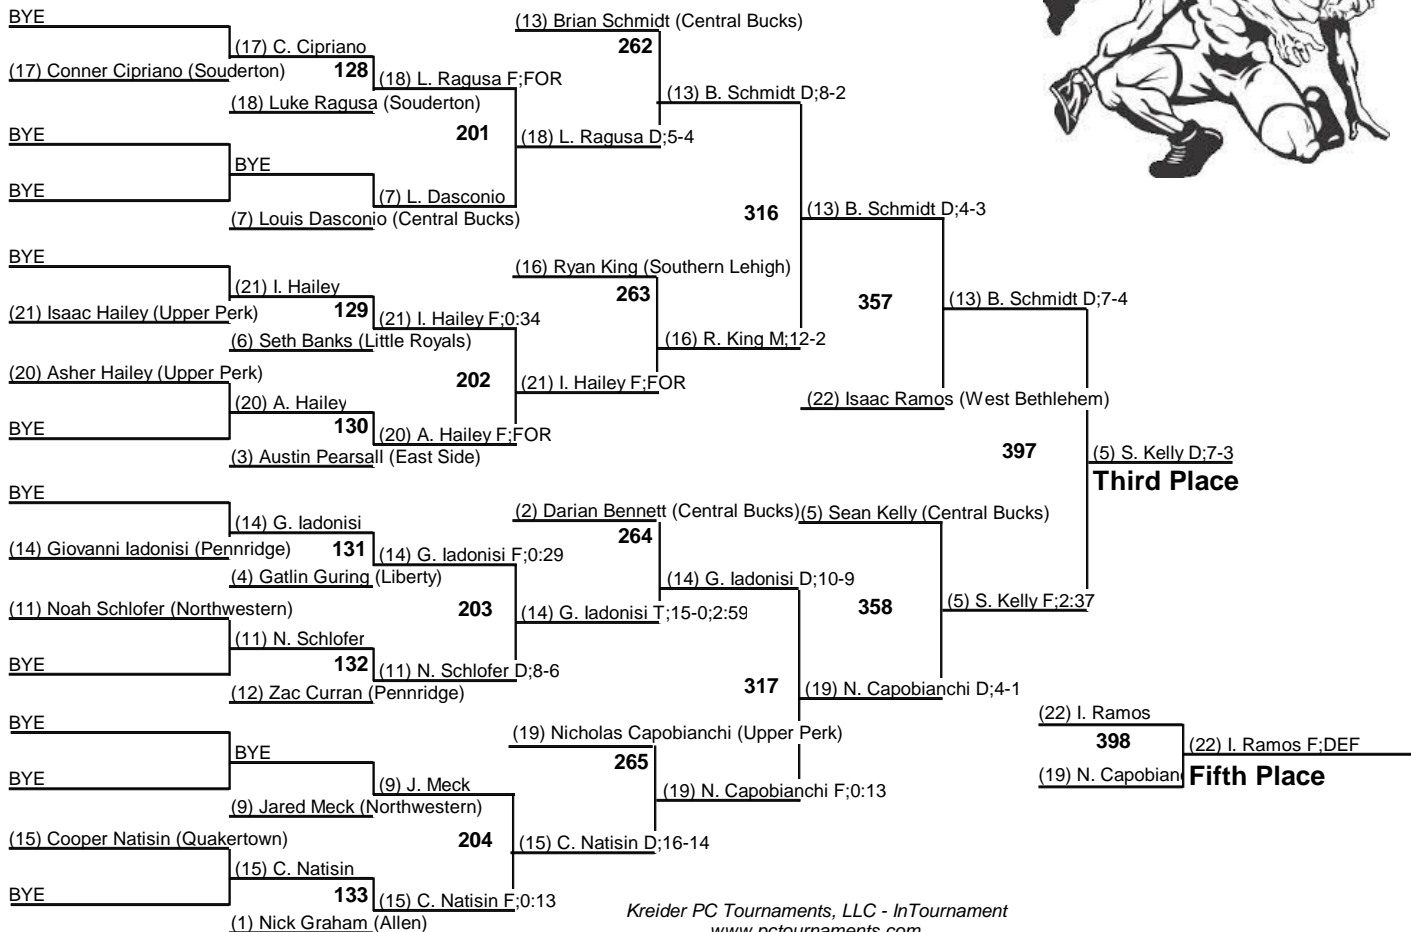 BYE
(17) C. Cipriano
(17) Conner Cipriano (Souderton)
128
(18) L. Ragusa F;FOR
(18) Luke Ragusa (Souderton)
201
BYE
BYE
BYE
(7) L. Dasconio
(7) Louis Dasconio (Central Bucks)
(18) L. Ragusa D;5-4
(13) Brian Schmidt (Central Bucks)
262
(13) B. Schmidt D;8-2
BYE
(21) I. Hailey
(21) Isaac Hailey (Upper Perk)
129
(21) I. Hailey F;0:34
(6) Seth Banks (Little Royals)
202
(20) Asher Hailey (Upper Perk)
(20) A. Hailey
BYE
130
(20) A. Hailey F;FOR
(3) Austin Pearsall (East Side)
(21) I. Hailey F;FOR
(16) Ryan King (Southern Lehigh)
263
(16) R. King M;12-2
316
(13) B. Schmidt D;4-3
357
(22) Isaac Ramos (West Bethlehem)
(13) B. Schmidt D;7-4
397
(5) S. Kelly D;7-3
Third Place
BYE
(14) G. Iadonisi
(14) Giovanni Iadonisi (Pennridge)
131
(14) G. Iadonisi F;0:29
(4) Gatlin Guring (Liberty)
203
(11) Noah Schlofer (Northwestern)
(11) N. Schlofer
BYE
132
(11) N. Schlofer D;8-6
(12) Zac Curran (Pennridge)
(14) G. Iadonisi T;15-0;2:59
(2) Darian Bennett (Central Bucks)
264
(14) G. Iadonisi D;10-9
(5) Sean Kelly (Central Bucks)
358
(5) S. Kelly F;2:37
317
(19) N. Capobianchi D;4-1
BYE
BYE
BYE
(9) J. Meck
(9) Jared Meck (Northwestern)
204
(15) Cooper Natisin (Quakertown)
(15) C. Natisin
BYE
133
(15) C. Natisin F;0:13
(1) Nick Graham (Allen)
(15) C. Natisin D;16-14
(19) Nicholas Capobianchi (Upper Perk)
265
(19) N. Capobianchi F;0:13
(22) I. Ramos
398
(19) N. Capobian
(22) I. Ramos F;DEF
Fifth Place
Kreider PC Tournaments, LLC - InTournament
www.pctournaments.com